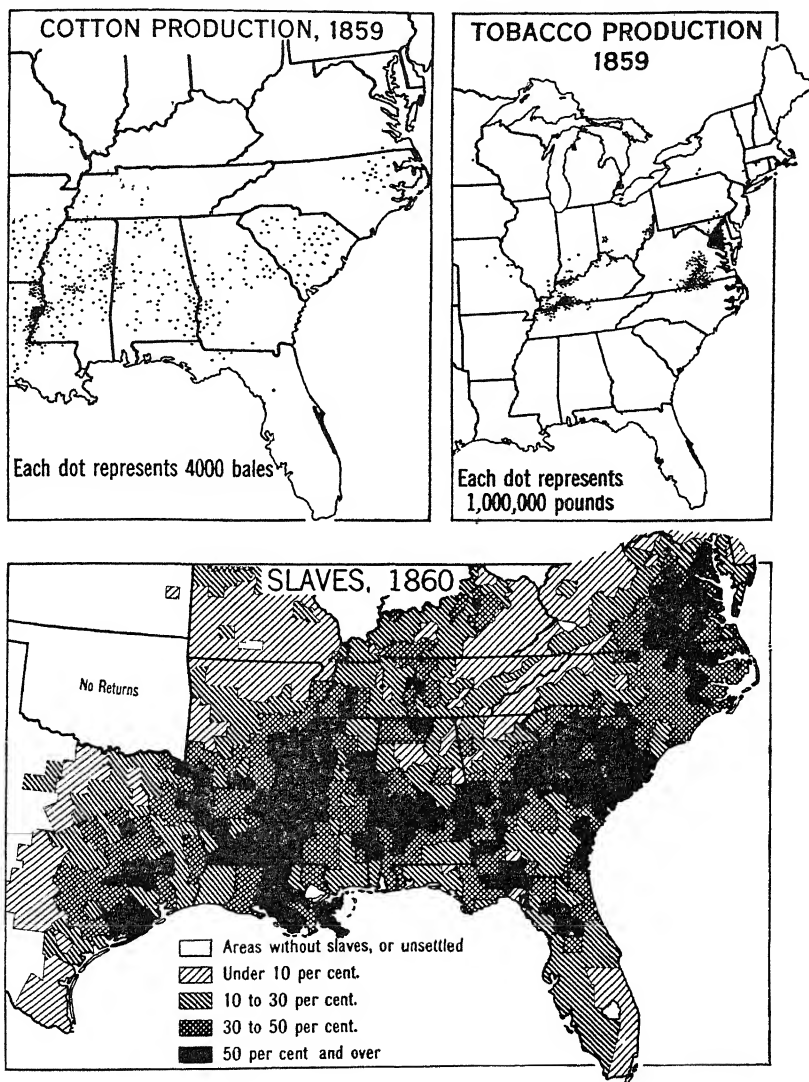 COTTON PRODUCTION, 1859
Each dot represents 4000 bales
TOBACCO PRODUCTION
1859
Each dot represents
1,000,000 pounds
SLAVES, 1860
No Returns
Areas without slaves, or unsettled
Under 10 per cent.
10 to 30 per cent.
30 to 50 per cent.
50 per cent and over